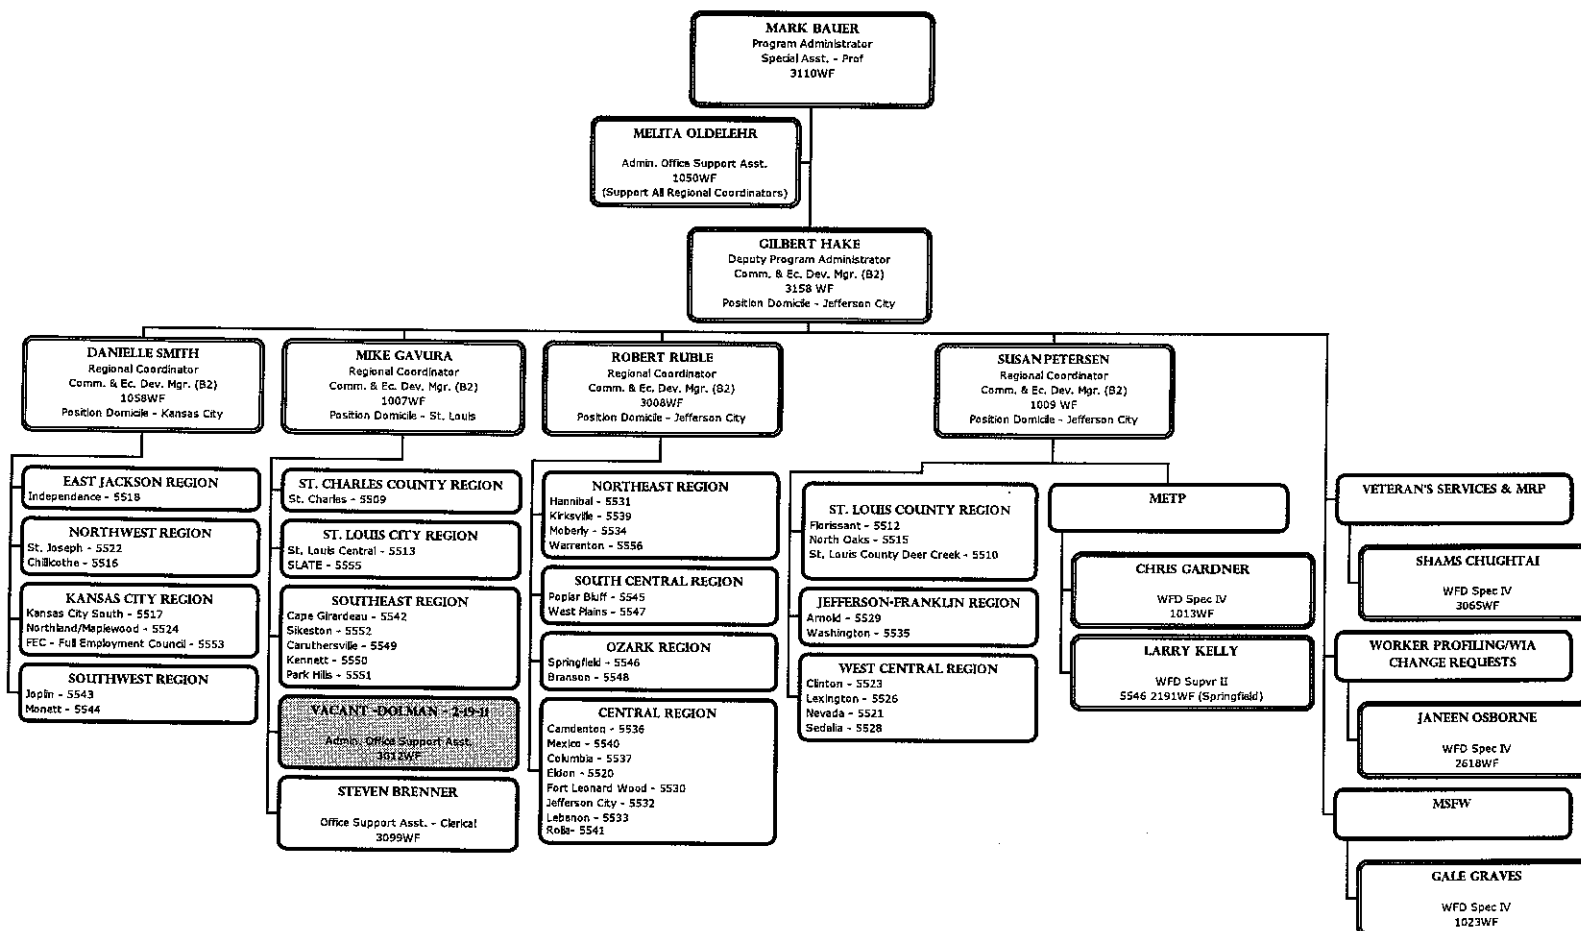 MARK BAUER
Program Administrator
Special Asst. - Prof
3110WF
MELITA OLDELEHR
Admin. Office Support Asst.
1050WF
(Support All Regional Coordinators)
GILBERT HAKE
Deputy Program Administrator
Comm. & Ec. Dev. Mgr. (B2)
3158 WF
Position Domicile - Jefferson City
DANIELLE SMITH
Regional Coordinator
Comm. & Ec. Dev. Mgr. (B2)
1058WF
Position Domicile - Kansas City
EAST JACKSON REGION
Independence - 5518
NORTHWEST REGION
St. Joseph - 5522
Chillicothe - 5516
KANSAS CITY REGION
Kansas City South - 5517
Northland/Maplewood - 5524
FEC - Full Employment Council - 5553
SOUTHWEST REGION
Joplin - 5543
Monett - 5544
MIKE GAVURA
Regional Coordinator
Comm. & Ec. Dev. Mgr. (B2)
1007WF
Position Domicile - St. Louis
ST. CHARLES COUNTY REGION
St. Charles - 5509
ST. LOUIS CITY REGION
St. Louis Central - 5513
SLATE - 5555
SOUTHEAST REGION
Cape Girardeau - 5542
Sikeston - 5552
Caruthersville - 5549
Kennett - 5550
Park Hills - 5551
VACANT -DOLMAN - 2-19-11
Admin. Office Support Asst.
3012WF
STEVEN BRENNER
Office Support Asst. - Clerical
3099WF
ROBERT RUBLE
Regional Coordinator
Comm. & Ec. Dev. Mgr. (B2)
3008WF
Position Domicile - Jefferson City
NORTHEAST REGION
Hannibal - 5531
Kirksville - 5539
Moberly - 5534
Warrenton - 5556
SOUTH CENTRAL REGION
Poplar Bluff - 5545
West Plains - 5547
OZARK REGION
Springfield - 5546
Branson - 5548
CENTRAL REGION
Camdenton - 5536
Mexico - 5540
Columbia - 5537
Eldon - 5520
Fort Leonard Wood - 5530
Jefferson City - 5532
Lebanon - 5533
Rolla- 5541
SUSAN PETERSEN
Regional Coordinator
Comm. & Ec. Dev. Mgr. (B2)
1009 WF
Position Domicile - Jefferson City
ST. LOUIS COUNTY REGION
Florissant - 5512
North Oaks - 5515
St. Louis County Deer Creek - 5510
JEFFERSON-FRANKLIN REGION
Arnold - 5529
Washington - 5535
WEST CENTRAL REGION
Clinton - 5523
Lexington - 5526
Nevada - 5521
Sedalia - 5528
METP
CHRIS GARDNER
WFD Spec IV
1013WF
LARRY KELLY
WFD Supvr II
5546 2191WF (Springfield)
VETERAN'S SERVICES & MRP
SHAMS CHUGHTAI
WFD Spec IV
3065WF
WORKER PROFILING/WIA
CHANGE REQUESTS
JANEEN OSBORNE
WFD Spec IV
2618WF
MSFW
GALE GRAVES
WFD Spec IV
1023WF